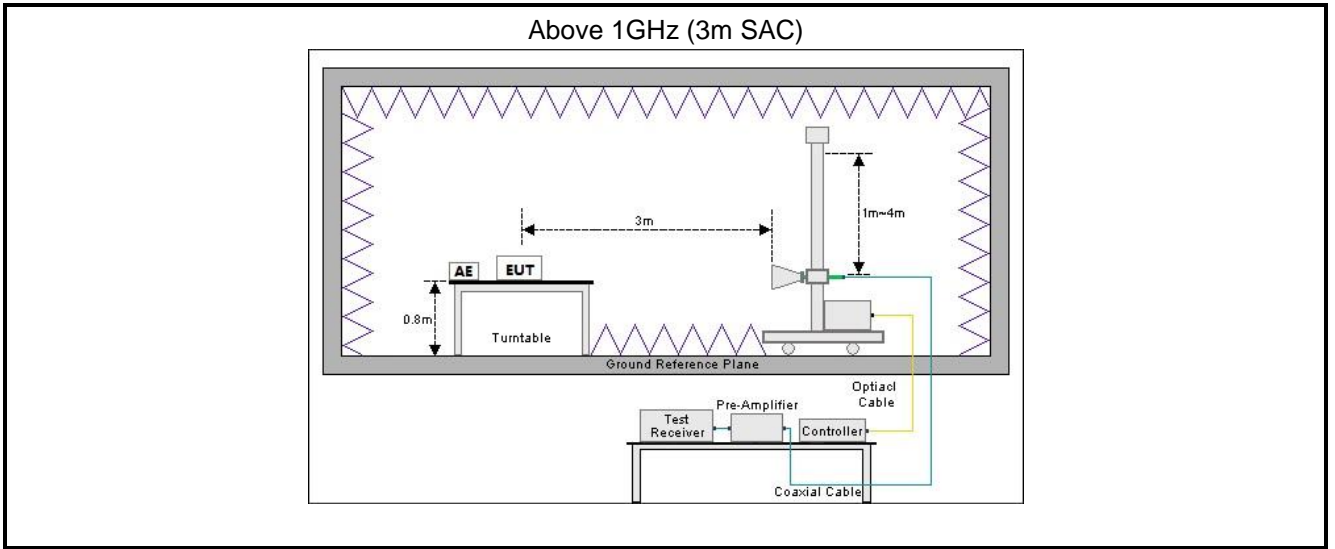 Above 1GHz (3m SAC)
3m
1m~4m
AE
EUT
0.8m
Turntable
Ground Reference Plane
Optiacl
Cable
Pre-Amplifier
Test
Receiver
Controller
Coaxial Cable